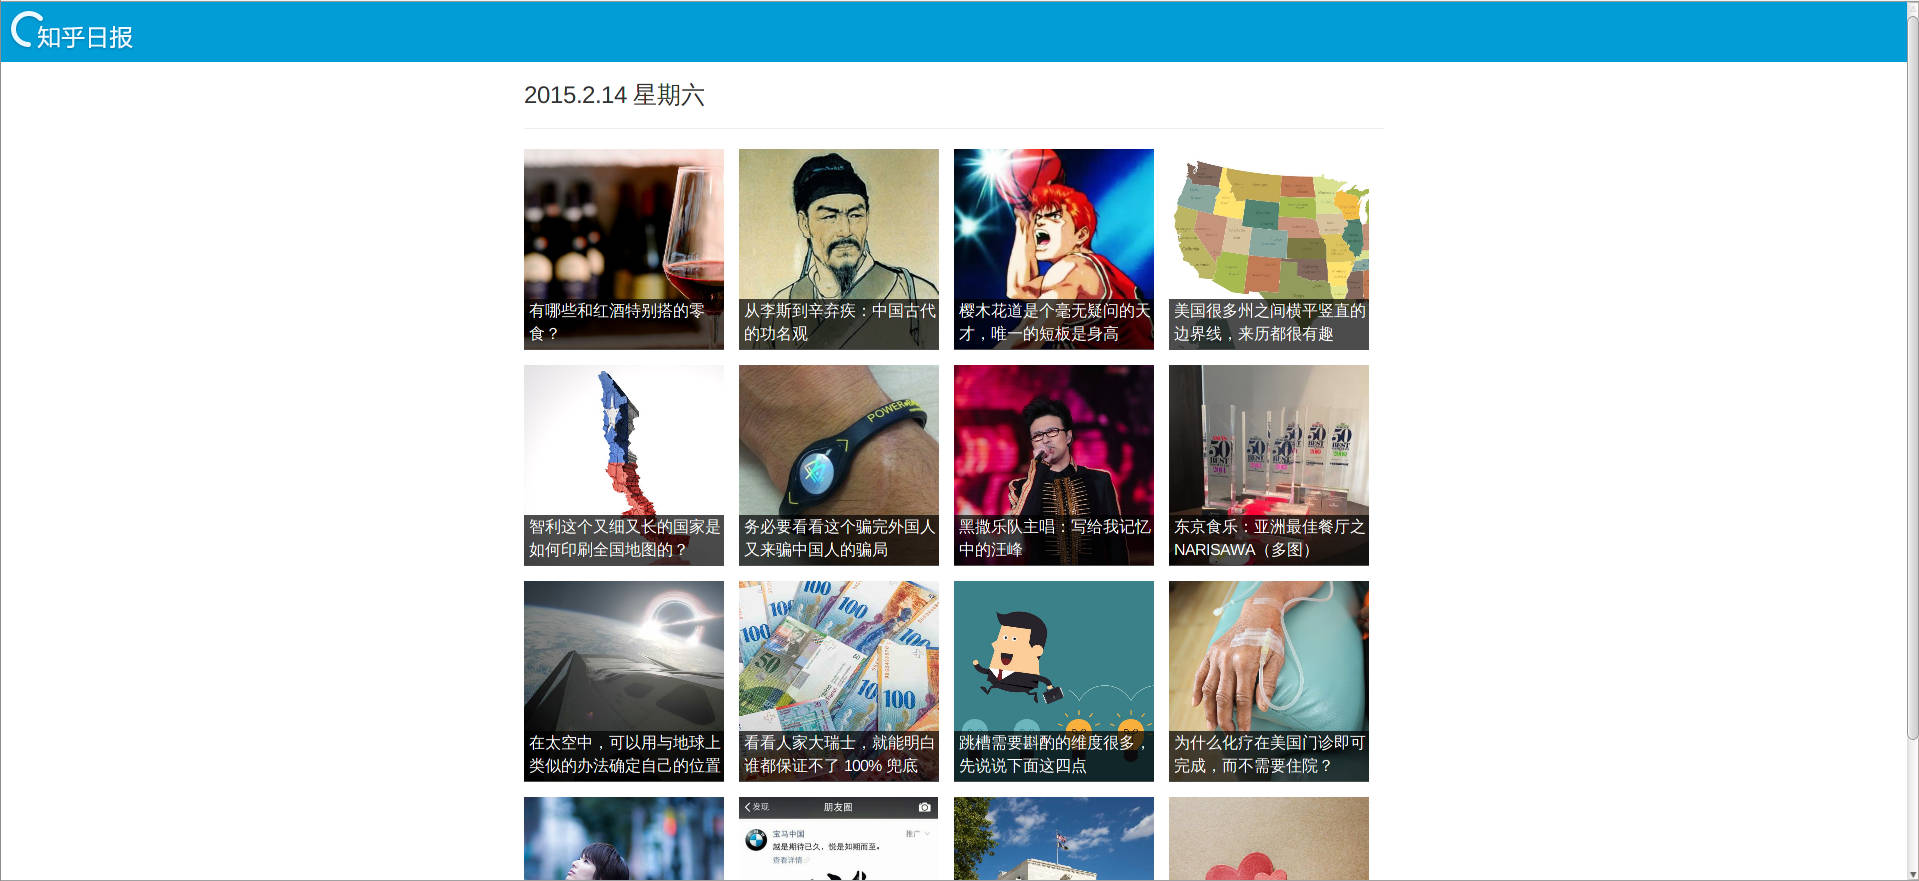 知乎日报
2015.2.14 星期六
有哪些和红酒特别搭的零
食？
从李斯到辛弃疾：中国古代
的功名观
樱木花道是个毫无疑问的天
才，唯一的短板是身高
美国很多州之间横平竖直的
边界线，来历都很有趣
POWER
智利这个又细又长的国家是
如何印刷全国地图的？
务必要看看这个骗完外国人
又来骗中国人的骗局
黑撒乐队主唱：写给我记忆
中的汪峰
50
BEST
50
BEST
50
BEST
50
BEST
东京食乐：亚洲最佳餐厅之
NARISAWA（多图）
100
100
100
100
50
100
在太空中，可以用与地球上
类似的办法确定自己的位置
看看人家大瑞士，就能明白
谁都保证不了 100% 兜底
跳槽需要斟酌的维度很多，
先说说下面这四点
为什么化疗在美国门诊即可
完成，而不需要住院？
发现
朋友圈
宝马中国
推广
越是期待已久，悦是如期而至。
查看详情